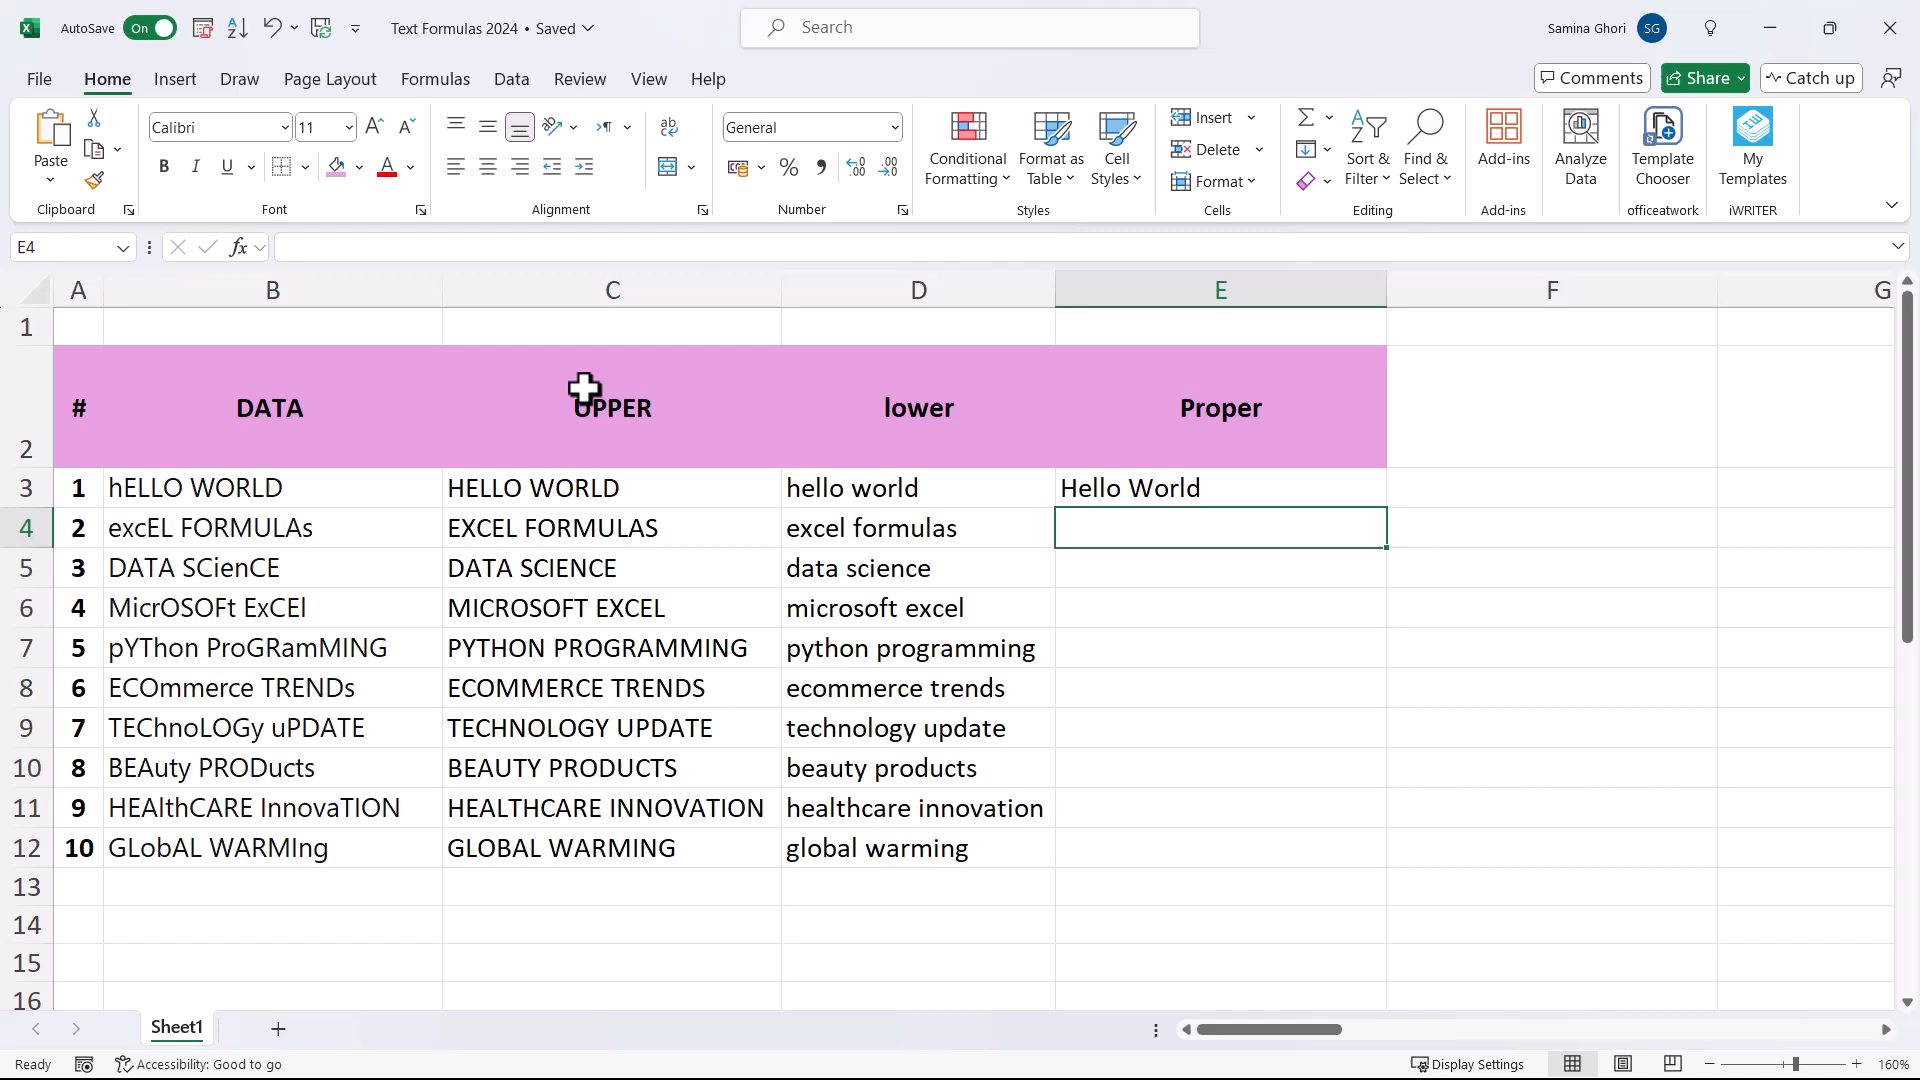 AutoSave On Text Formulas 2024 • Saved Search Samina Ghori SG
File Home Insert Draw Page Layout Formulas Data Review View Help Comments Share Catch up
Paste
Clipboard
Calibri 11
B I U
Font
Alignment
General
Number
Conditional Formatting
Format as Table
Cell Styles
Styles
Insert
Delete
Format
Cells
Sort & Filter
Find & Select
Editing
Add-ins
Add-ins
Analyze Data
Template Chooser
officeatwork
My Templates
iWRITER
E4 fx
A B C D E F G
1
2 # DATA UPPER lower Proper
3 1 hELLO WORLD HELLO WORLD hello world Hello World
4 2 excEL FORMULAs EXCEL FORMULAS excel formulas
5 3 DATA SCienCE DATA SCIENCE data science
6 4 MicrOSOFt ExCEl MICROSOFT EXCEL microsoft excel
7 5 pYThon ProGRamMING PYTHON PROGRAMMING python programming
8 6 ECOmmerce TRENDs ECOMMERCE TRENDS ecommerce trends
9 7 TEChnoLOGy uPDATE TECHNOLOGY UPDATE technology update
10 8 BEAuty PRODucts BEAUTY PRODUCTS beauty products
11 9 HEAlthCARE InnovaTION HEALTHCARE INNOVATION healthcare innovation
12 10 GLobAL WARMIng GLOBAL WARMING global warming
13
14
15
16
Sheet1
Ready Accessibility: Good to go Display Settings 160%